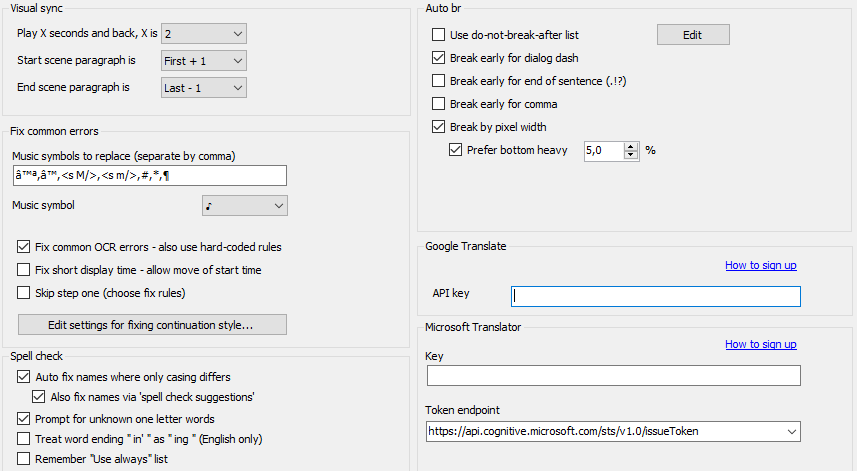 Visual sync
Play X seconds and back, X is 2
Start scene paragraph is First + 1
End scene paragraph is Last - 1
Fix common errors
Music symbols to replace (separate by comma)
â™ª,â™,<s M/>,<s m/>,#,*,¶
Music symbol ♪
Fix common OCR errors - also use hard-coded rules
Fix short display time - allow move of start time
Skip step one (choose fix rules)
Edit settings for fixing continuation style...
Spell check
Auto fix names where only casing differs
Also fix names via 'spell check suggestions'
Prompt for unknown one letter words
Treat word ending " in' " as " ing " (English only)
Remember "Use always" list
Auto br
Use do-not-break-after list Edit
Break early for dialog dash
Break early for end of sentence (.!?)
Break early for comma
Break by pixel width
Prefer bottom heavy 5,0 %
Google Translate
How to sign up
API key
Microsoft Translator
How to sign up
Key
Token endpoint
https://api.cognitive.microsoft.com/sts/v1.0/issueToken